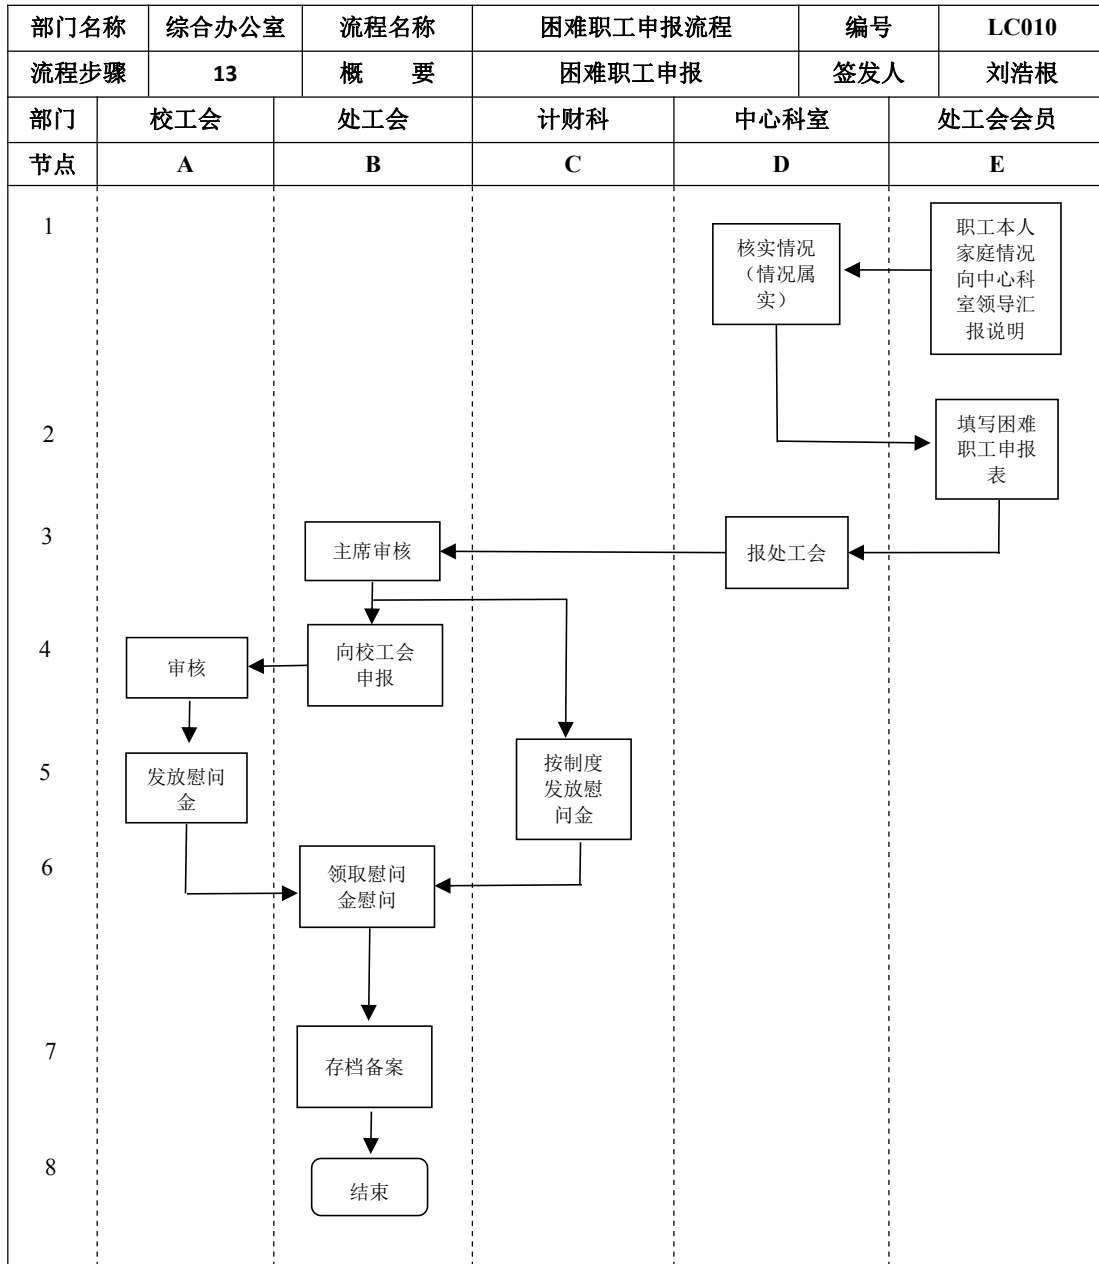 部门名称 综合办公室 流程名称 困难职工申报流程 编号 LC010
流程步骤 13 概 要 困难职工申报 签发人 刘浩根
部门 校工会 处工会 计财科 中心科室 处工会会员
节点 A B C D E
1
核实情况
（情况属
实）
职工本人
家庭情况
向中心科
室领导汇
报说明
2
填写困难
职工申报
表
3
主席审核
报处工会
4
审核
向校工会
申报
5
发放慰问
金
按制度
发放慰
问金
6
领取慰问
金慰问
7
存档备案
8
结束